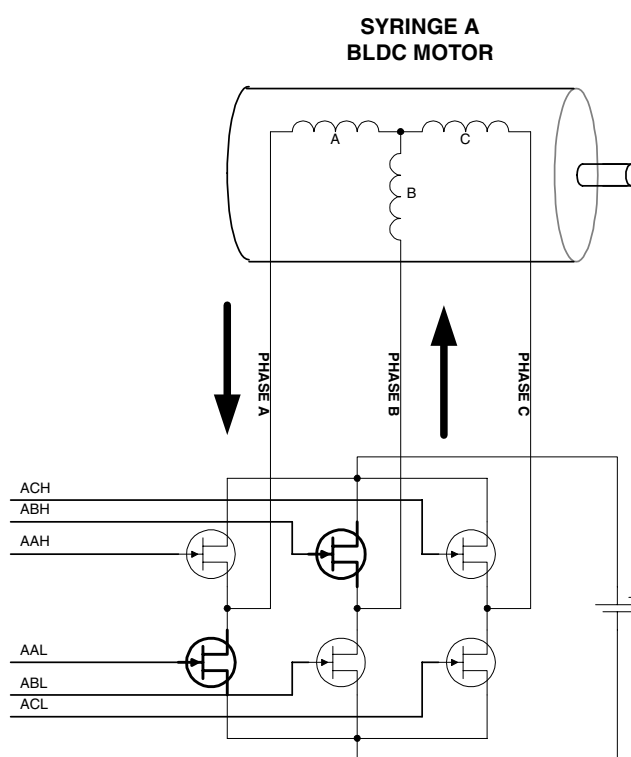 SYRINGE A
BLDC MOTOR
A
C
B
PHASE A
PHASE B
PHASE C
ACH
ABH
AAH
AAL
ABL
ACL